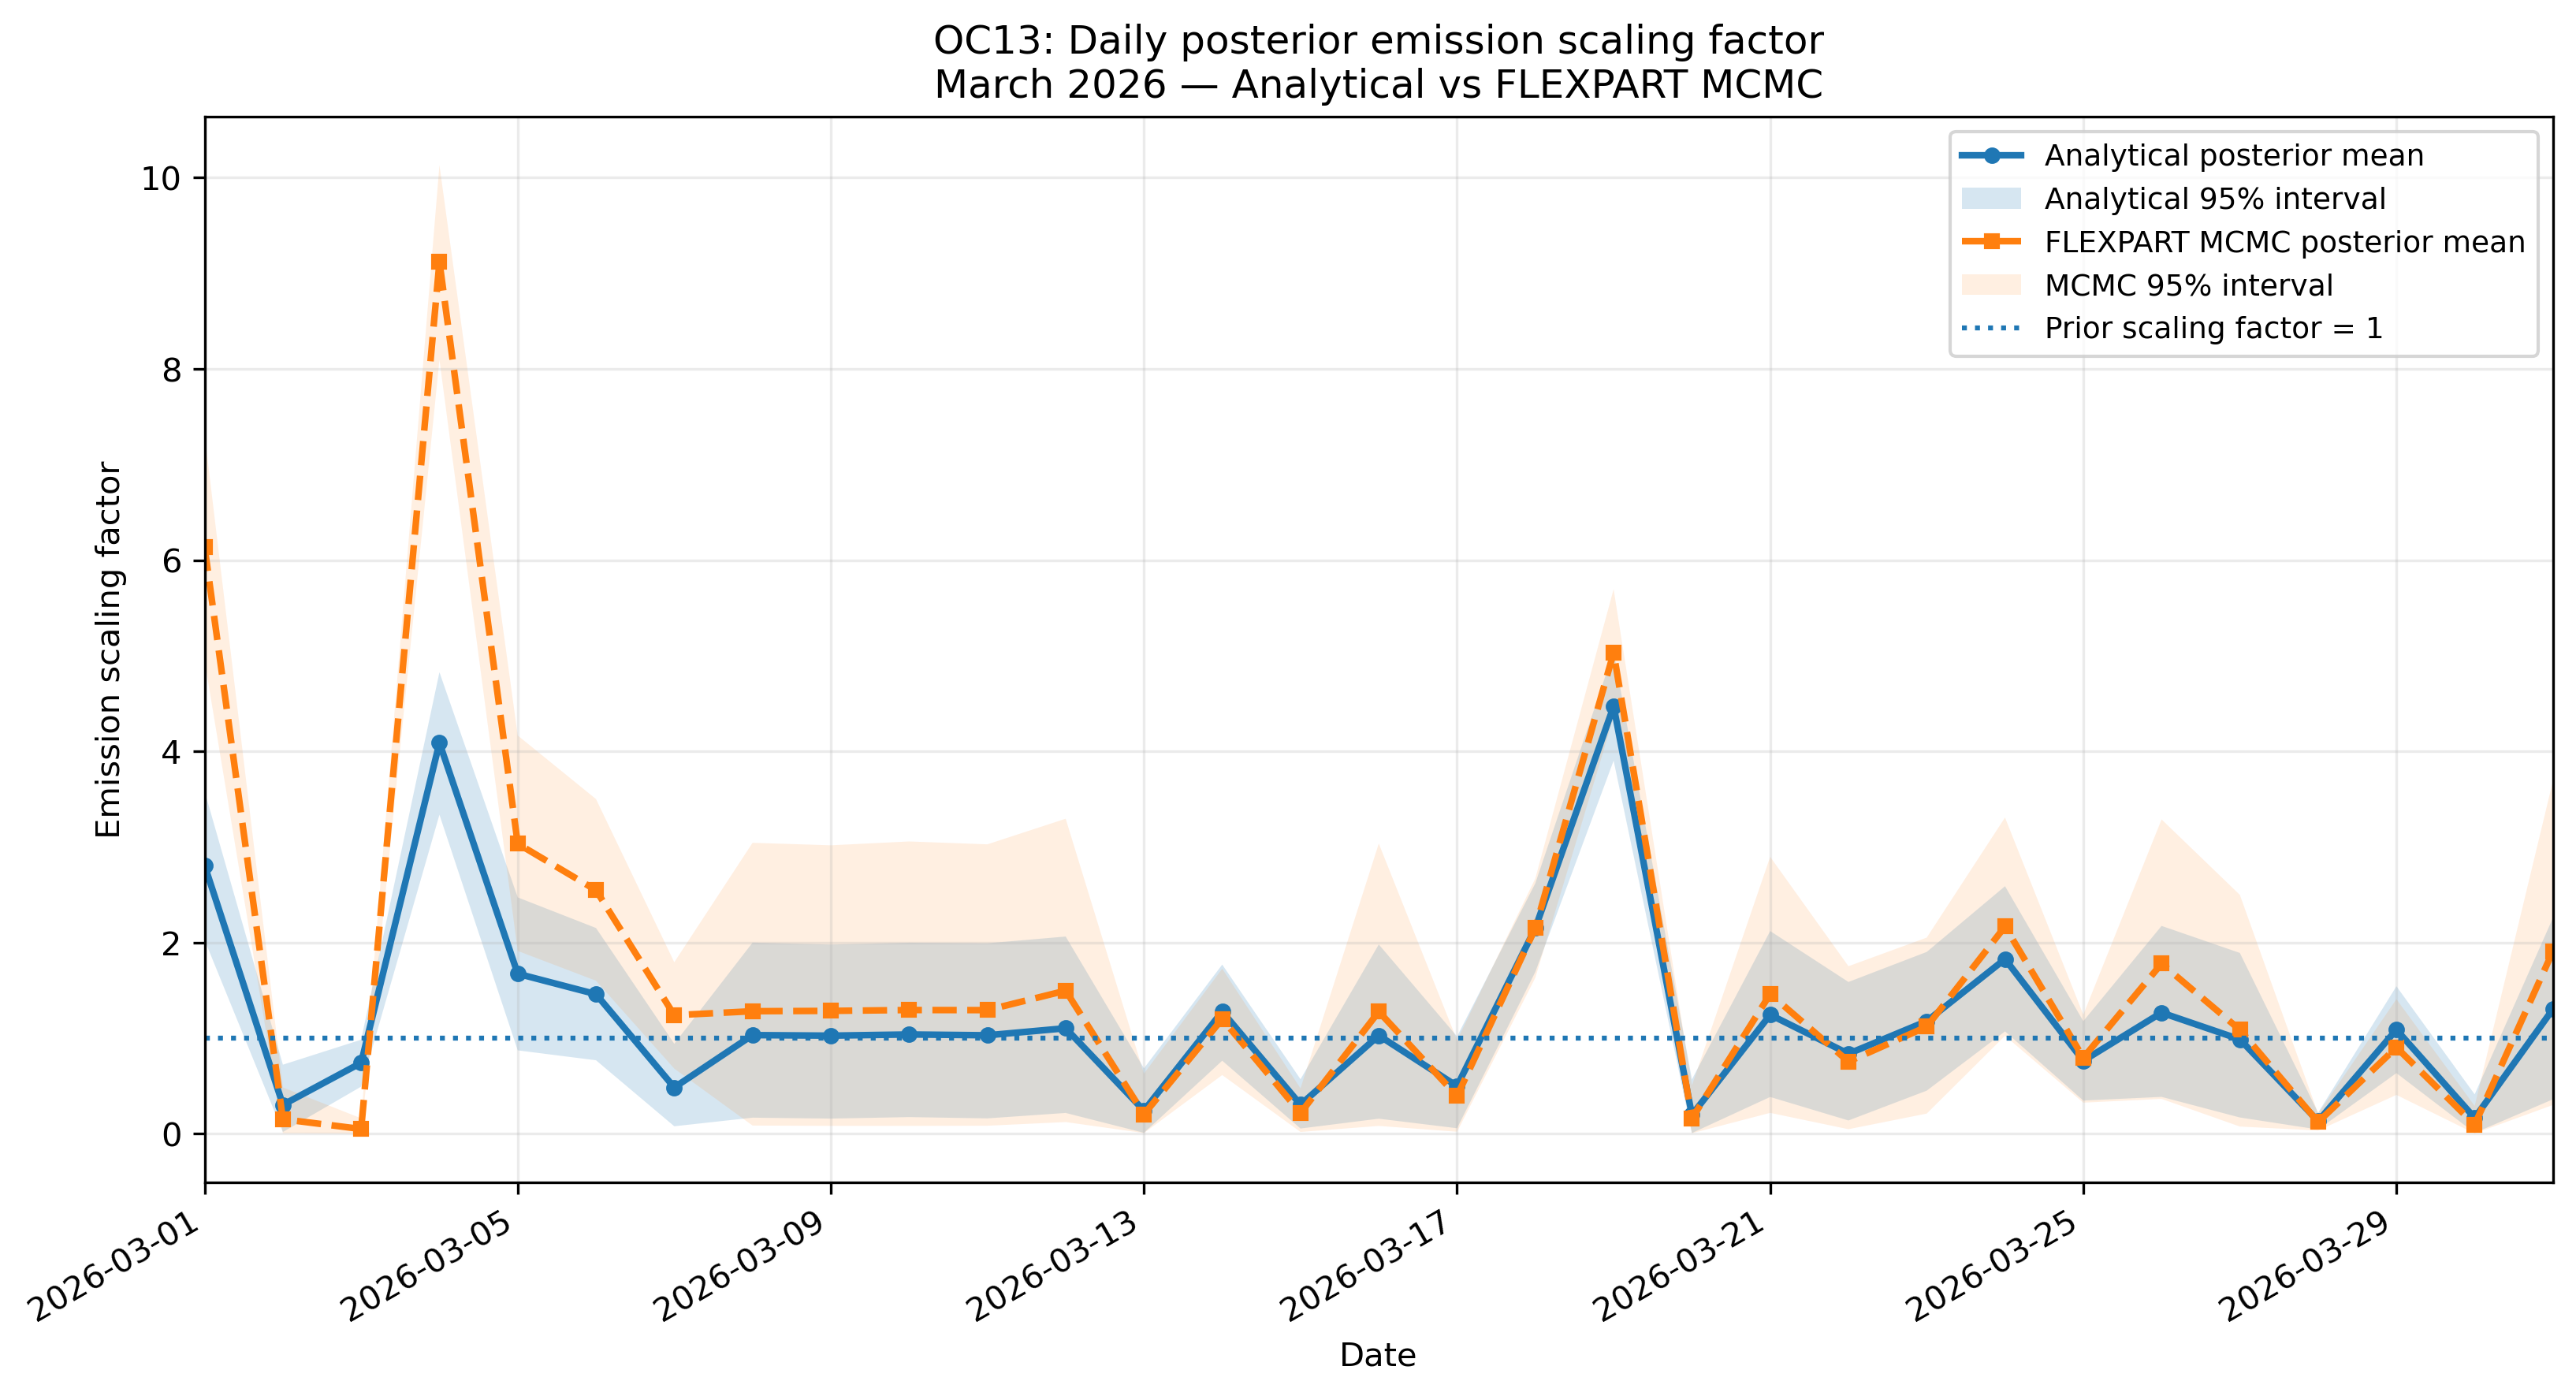 OC13: Daily posterior emission scaling factor
March 2026 — Analytical vs FLEXPART MCMC
Analytical posterior mean
Analytical 95% interval
FLEXPART MCMC posterior mean
MCMC 95% interval
Prior scaling factor = 1
Emission scaling factor
10
8
6
4
2
0
2026-03-01
2026-03-05
2026-03-09
2026-03-13
2026-03-17
2026-03-21
2026-03-25
2026-03-29
Date